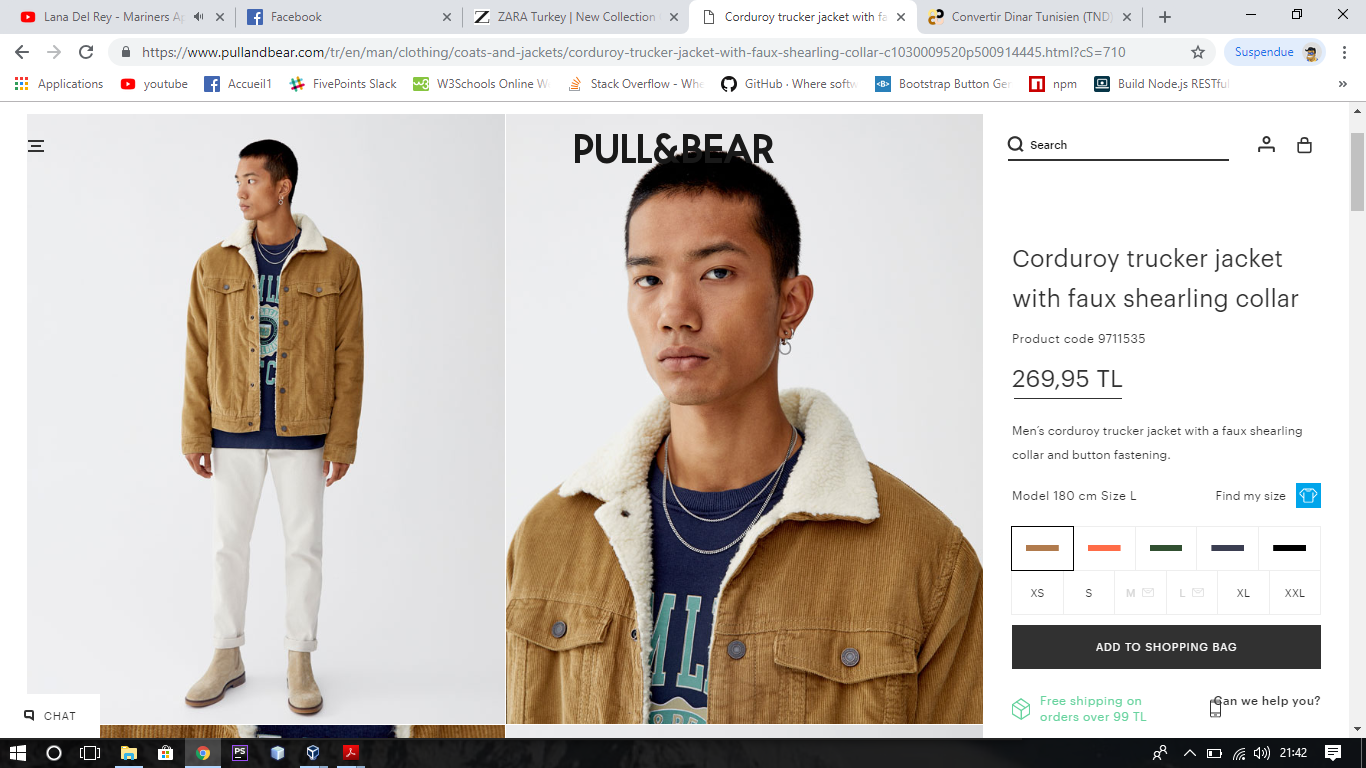 Lana Del Rey - Mariners Ap
Facebook
ZARA Turkey | New Collection
Corduroy trucker jacket with fa
Convertir Dinar Tunisien (TND)
https://www.pullandbear.com/tr/en/man/clothing/coats-and-jackets/corduroy-trucker-jacket-with-faux-shearling-collar-c1030009520p500914445.html?cS=710
Suspendue
Applications
youtube
Accueil1
FivePoints Slack
W3Schools Online W
Stack Overflow - Whe
GitHub · Where softw
Bootstrap Button Ger
npm
Build Node.js RESTful
PULL&BEAR
Search
Corduroy trucker jacket
with faux shearling collar
Product code 9711535
269,95 TL
Men's corduroy trucker jacket with a faux shearling
collar and button fastening.
Model 180 cm Size L
Find my size
XS S M L XL XXL
ADD TO SHOPPING BAG
Free shipping on
orders over 99 TL
Can we help you?
CHAT
PS
21:42